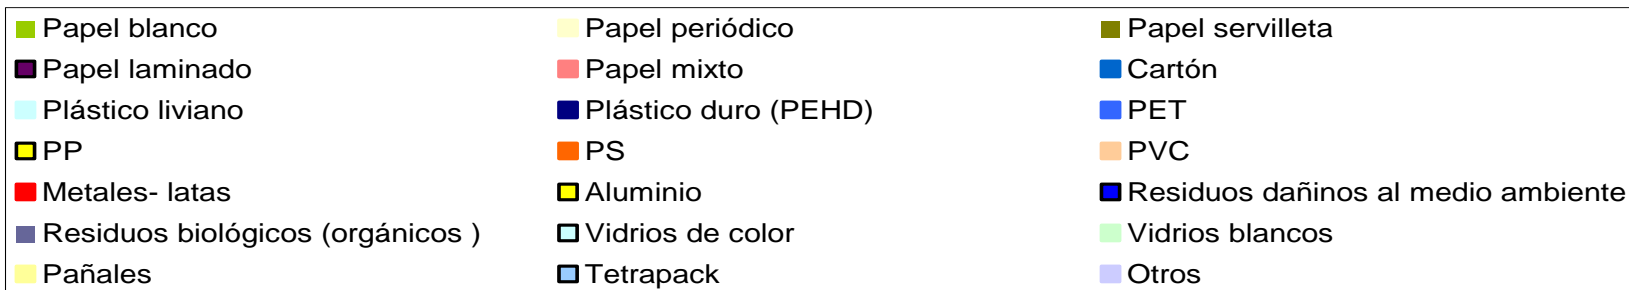 Papel blanco Papel periódico Papel servilleta
Papel laminado Papel mixto Cartón
Plástico liviano Plástico duro (PEHD) PET
PP PS PVC
Metales- latas Aluminio Residuos dañinos al medio ambiente
Residuos biológicos (orgánicos ) Vidrios de color Vidrios blancos
Pañales Tetrapack Otros